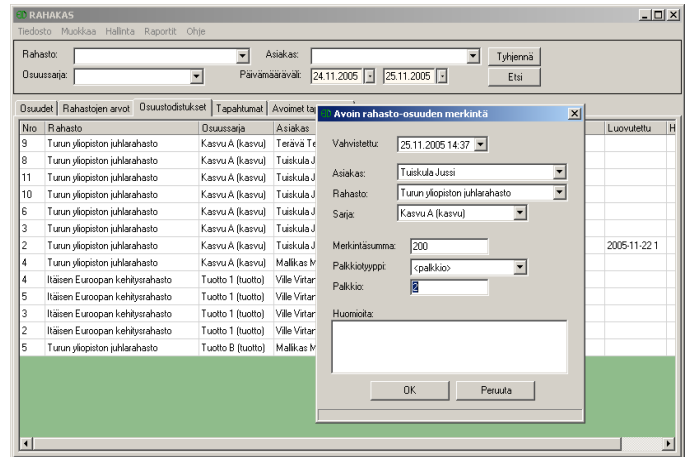 RAHAKAS
Tiedosto Muokkaa Hallinta Raportit Ohje
Rahasto: Asiakas: Tyhjennä
Osuussarja: Päivämääräväli: 24.11.2005 25.11.2005 Etsi
Osuudet Rahastojen arvot Osuustodistukset Tapahtumat Avoimet
Nro Rahasto Osuussarja Asiakas Luovutettu H
9 Turun yliopiston juhlarahasto Kasvu A (kasvu) Terävä Te
8 Turun yliopiston juhlarahasto Kasvu A (kasvu) Tuiskula J
11 Turun yliopiston juhlarahasto Kasvu A (kasvu) Tuiskula J
10 Turun yliopiston juhlarahasto Kasvu A (kasvu) Tuiskula J
6 Turun yliopiston juhlarahasto Kasvu A (kasvu) Tuiskula J
3 Turun yliopiston juhlarahasto Kasvu A (kasvu) Tuiskula J
2 Turun yliopiston juhlarahasto Kasvu A (kasvu) Tuiskula J 2005-11-22 1
4 Turun yliopiston juhlarahasto Kasvu A (kasvu) Mallikas M
4 Itäisen Euroopan kehitysrahasto Tuotto 1 (tuotto) Ville Virtar
5 Itäisen Euroopan kehitysrahasto Tuotto 1 (tuotto) Ville Virtar
3 Itäisen Euroopan kehitysrahasto Tuotto 1 (tuotto) Ville Virtar
2 Itäisen Euroopan kehitysrahasto Tuotto 1 (tuotto) Ville Virtar
5 Turun yliopiston juhlarahasto Tuotto B (tuotto) Mallikas M
Avoin rahasto-osuuden merkintä
Vahvistettu: 25.11.2005 14:37
Asiakas: Tuiskula Jussi
Rahasto: Turun yliopiston juhlarahasto
Sarja: Kasvu A (kasvu)
Merkintäsumma: 200
Palkkiotyyppi: <palkkio>
Palkkio: 2
Huomioita:
OK Peruuta